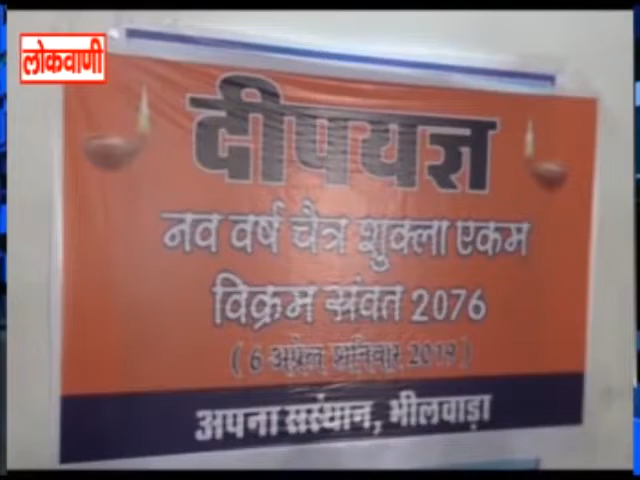 लोकवाणी
दीपयज्ञ
नव वर्ष चैत्र शुक्ला एकम
विक्रम संवत 2076
( 6 अप्रेल शनिवार 2019 )
अपना संस्थान, भीलवाड़ा